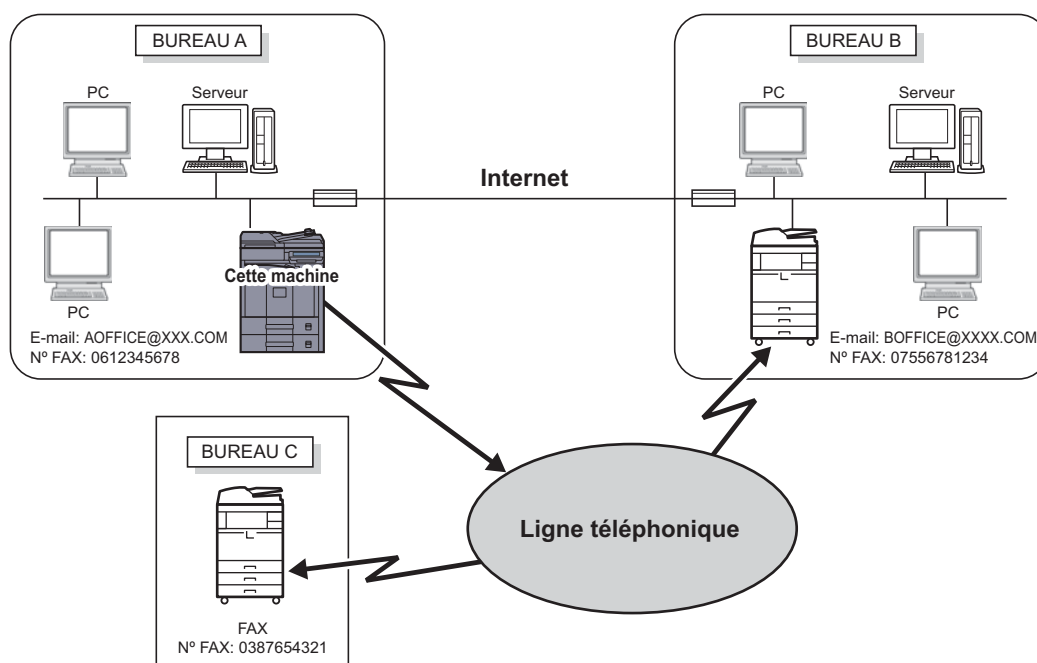 BUREAU A
PC
Serveur
PC
Cette machine
E-mail: AOFFICE@XXX.COM
Nº FAX: 0612345678
Internet
BUREAU B
PC
Serveur
PC
E-mail: BOFFICE@XXXX.COM
Nº FAX: 07556781234
BUREAU C
FAX
Nº FAX: 0387654321
Ligne téléphonique